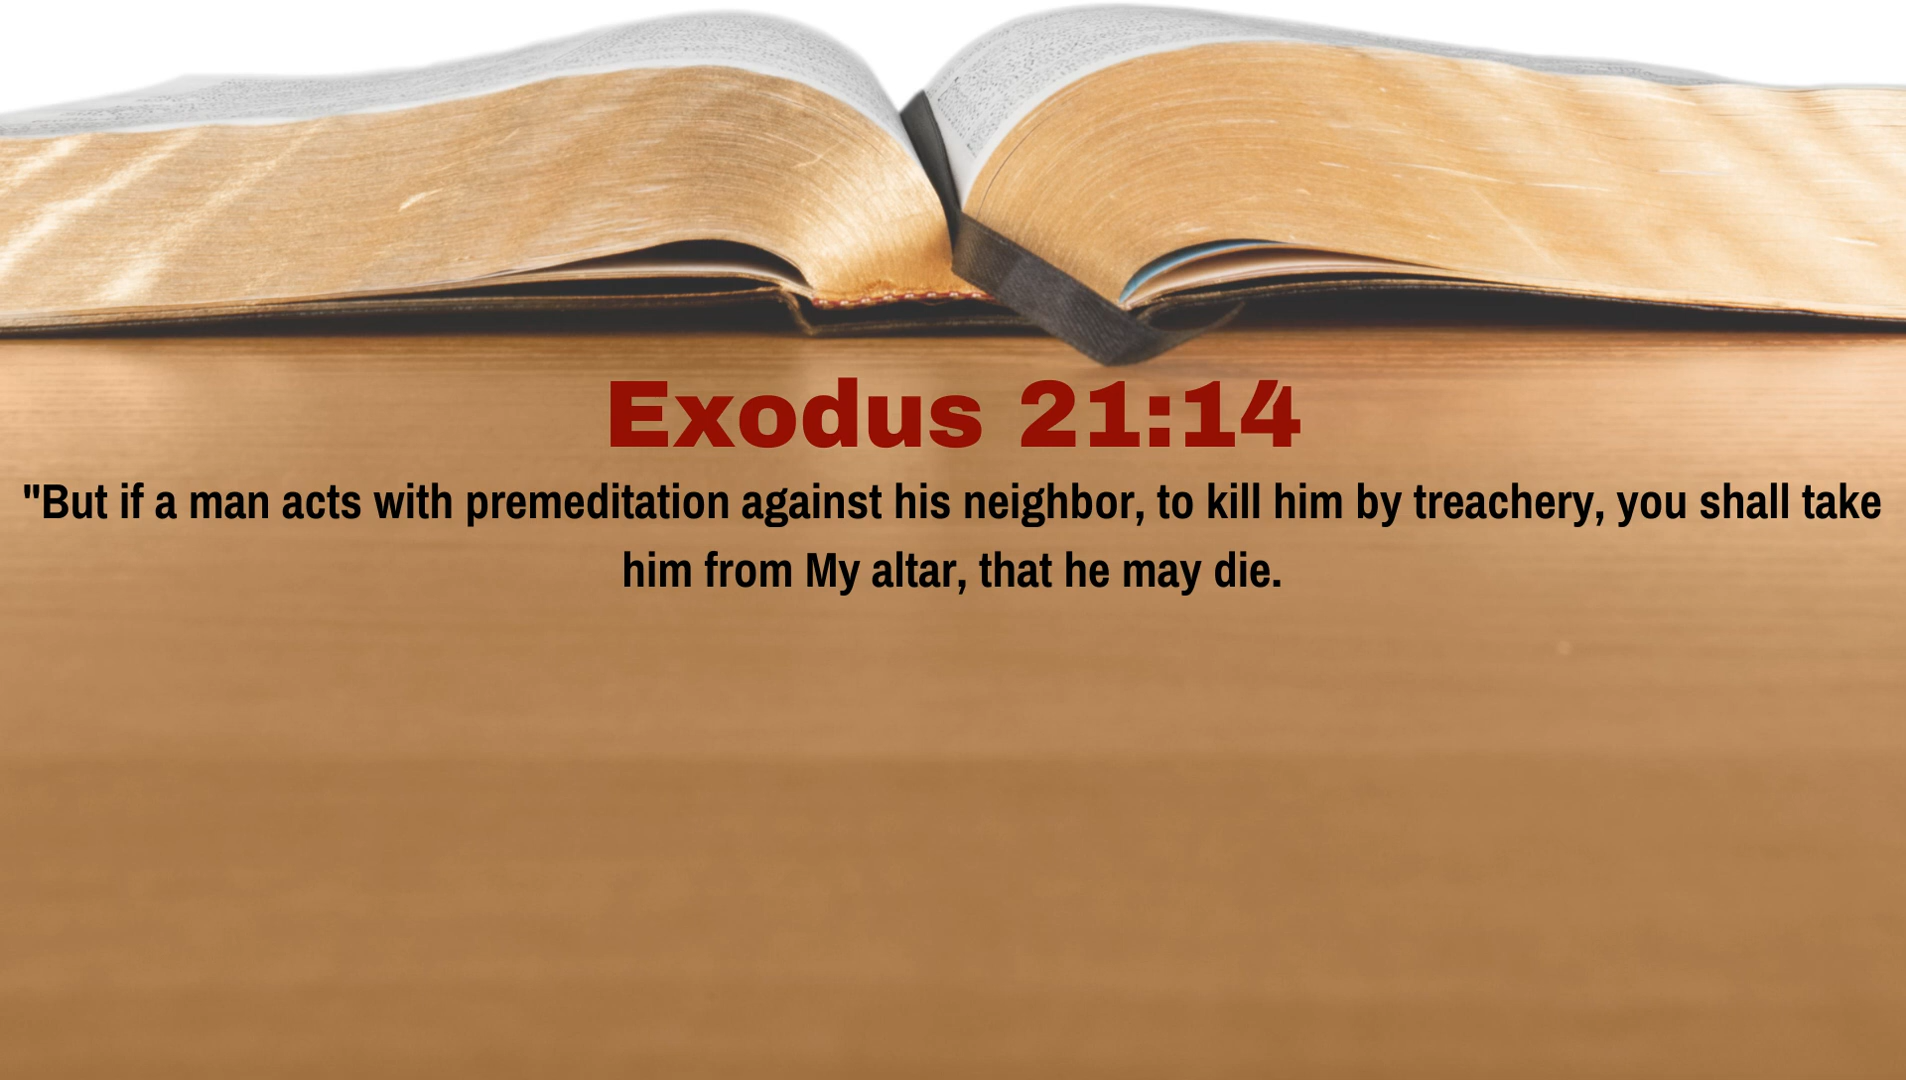 Exodus 21:14
"But if a man acts with premeditation against his neighbor, to kill him by treachery, you shall take
him from My altar, that he may die.